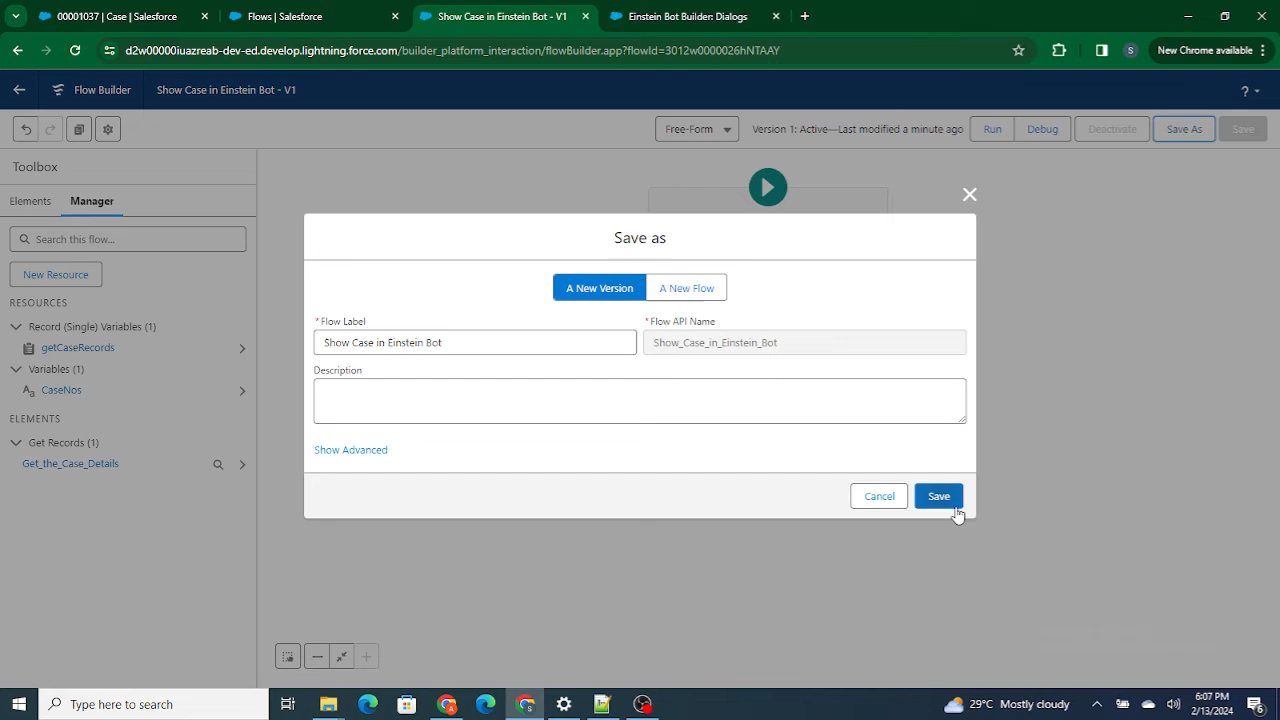 00001037 | Case | Salesforce
Flows | Salesforce
Show Case in Einstein Bot - V1
Einstein Bot Builder: Dialogs
d2w00000iuazreab-dev-ed.develop.lightning.force.com/builder_platform_interaction/flowBuilder.app?flowId=3012w0000026hNTAAY
S
New Chrome available
Flow Builder
Show Case in Einstein Bot - V1
?
Free-Form
Version 1: Active—Last modified a minute ago
Run
Debug
Deactivate
Save As
Save
Toolbox
Elements
Manager
Search this flow...
New Resource
RESOURCES
Record (Single) Variables (1)
getCaseRecords
Variables (1)
CaseNos
ELEMENTS
Get Records (1)
Get_the_Case_Details
Save as
A New Version
A New Flow
*Flow Label
*Flow API Name
Show Case in Einstein Bot
Show_Case_in_Einstein_Bot
Description
Show Advanced
Cancel
Save
Type here to search
29°C Mostly cloudy
6:07 PM
2/13/2024
6